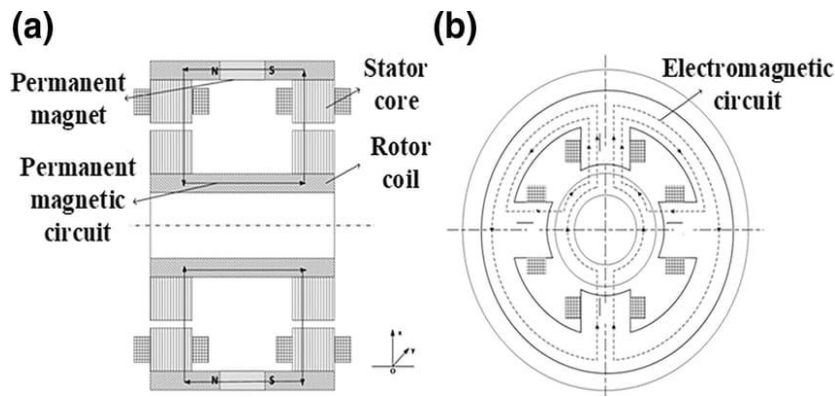 (a)
N S
Permanent
magnet
Stator
core
Permanent
magnetic
circuit
Rotor
coil
N S
x
y
o
(b)
Electromagnetic
circuit